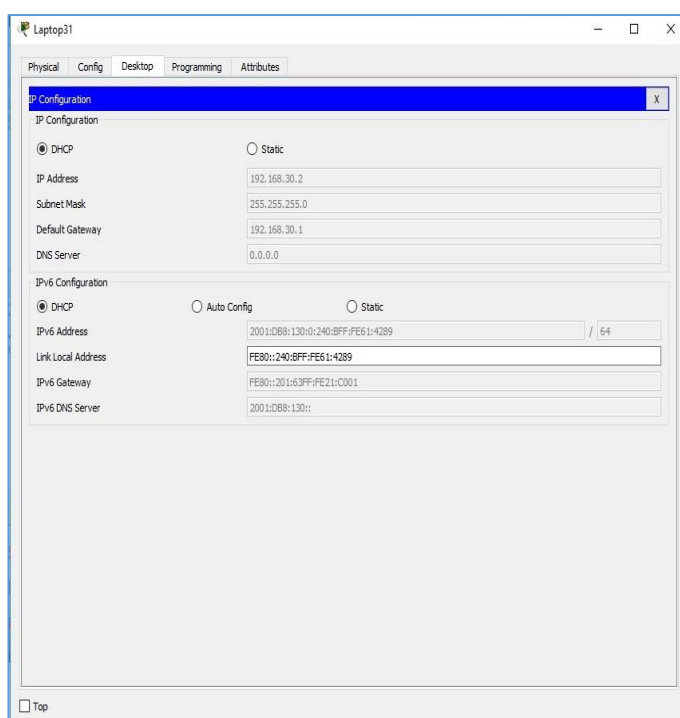 Laptop31
Physical Config Desktop Programming Attributes
IP Configuration X
IP Configuration
DHCP Static
IP Address 192.168.30.2
Subnet Mask 255.255.255.0
Default Gateway 192.168.30.1
DNS Server 0.0.0.0
IPv6 Configuration
DHCP Auto Config Static
IPv6 Address 2001:DB8:130:0:240:BFF:FE61:4289 / 64
Link Local Address FE80::240:BFF:FE61:4289
IPv6 Gateway FE80::201:63FF:FE21:C001
IPv6 DNS Server 2001:DB8:130::
Top